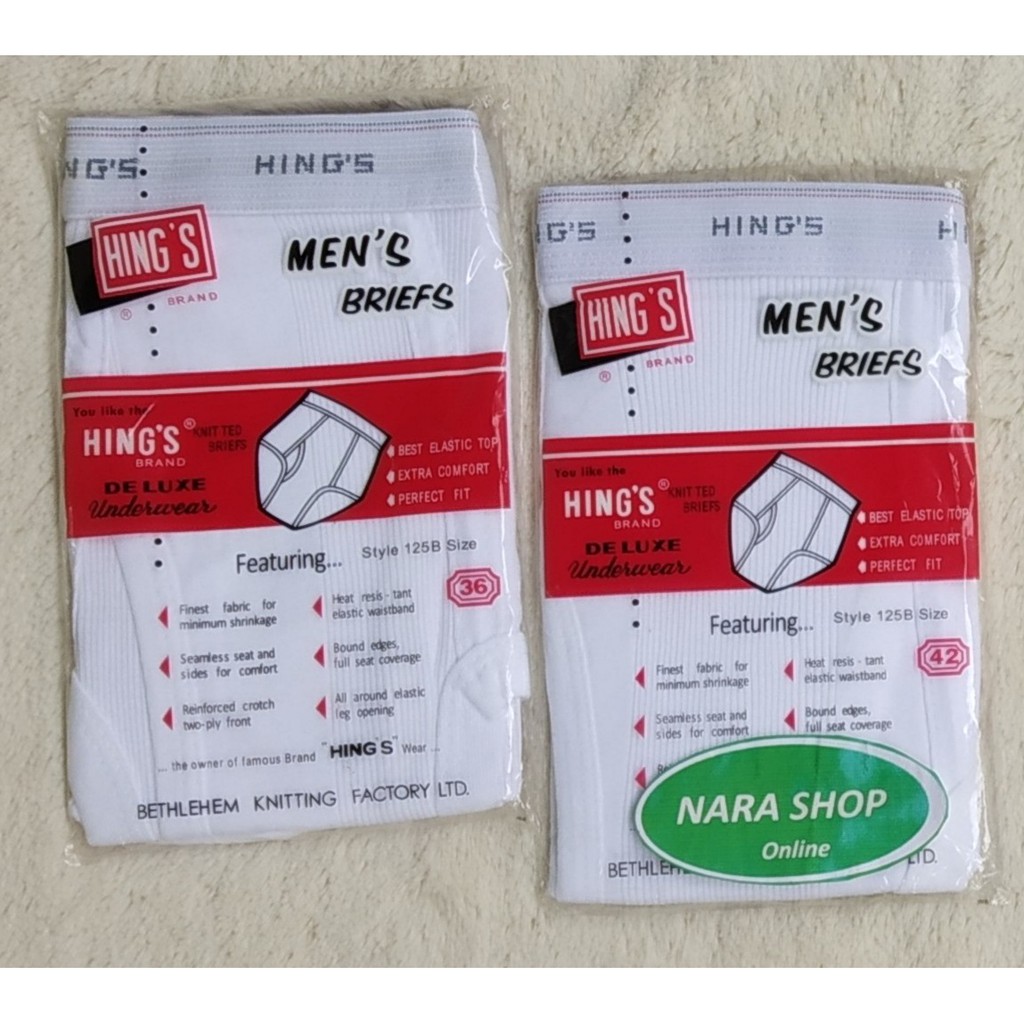 NG'S HING'S
HING'S
BRAND
®
MEN'S
BRIEFS
You like the
HING'S® KNITTED
BRIEFS
BRAND
DE LUXE
Underwear
BEST ELASTIC TOP
EXTRA COMFORT
PERFECT FIT
Featuring... Style 125B Size
36
Finest fabric for
minimum shrinkage
Seamless seat and
sides for comfort
Reinforced crotch
two-ply front
Heat resis - tant
elastic waistband
Bound edges,
full seat coverage
All around elastic
leg opening
... the owner of famous Brand "HING'S" Wear ...
BETHLEHEM KNITTING FACTORY LTD.
G'S HING'S HI
HING'S
BRAND
®
MEN'S
BRIEFS
You like the
HING'S® KNITTED
BRIEFS
BRAND
DE LUXE
Underwear
BEST ELASTIC TOP
EXTRA COMFORT
PERFECT FIT
Featuring... Style 125B Size
42
Finest fabric for
minimum shrinkage
Seamless seat and
sides for comfort
Heat resis - tant
elastic waistband
Bound edges,
full seat coverage
NARA SHOP
Online
BETHLEH LTD.